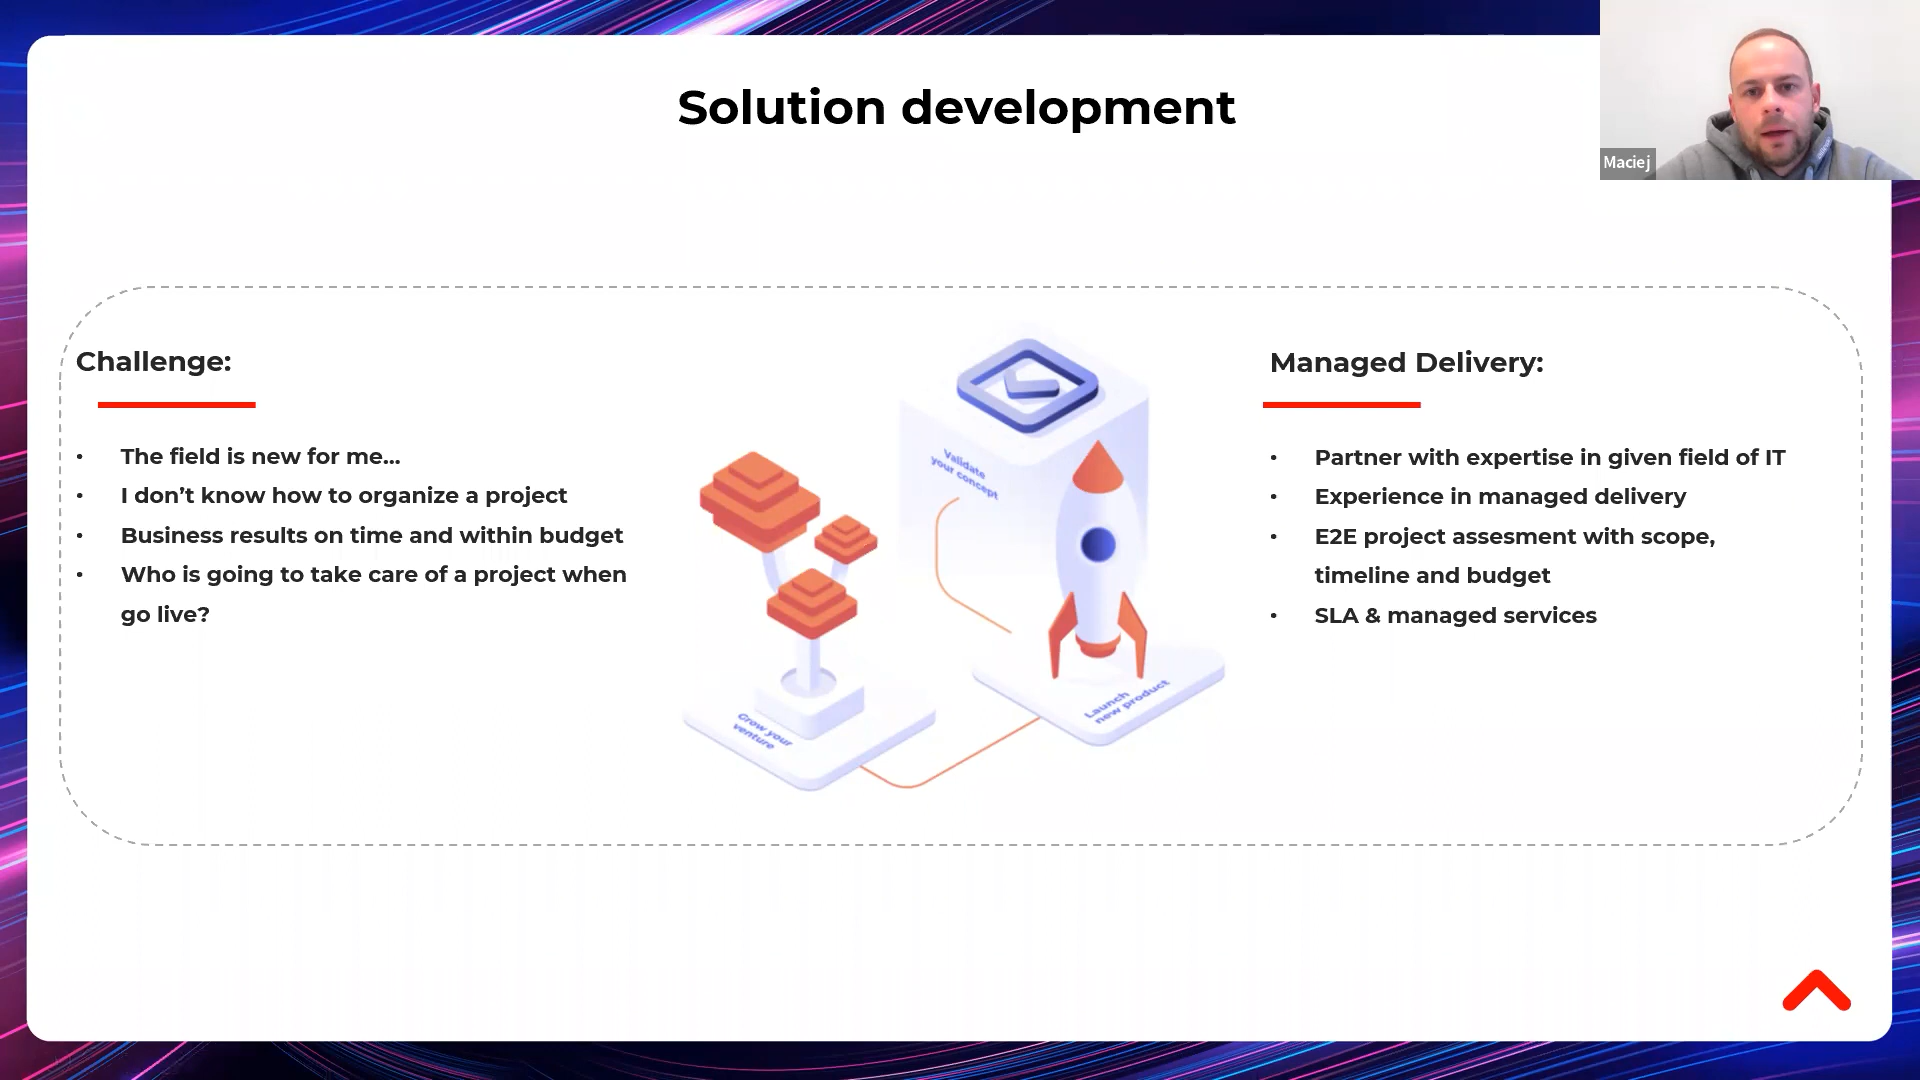 Solution development
Maciej
Challenge:
• The field is new for me...
• I don’t know how to organize a project
• Business results on time and within budget
• Who is going to take care of a project when
go live?
Validate
your concept
Launch
new product
Grow your
venture
Managed Delivery:
• Partner with expertise in given field of IT
• Experience in managed delivery
• E2E project assesment with scope,
timeline and budget
• SLA & managed services